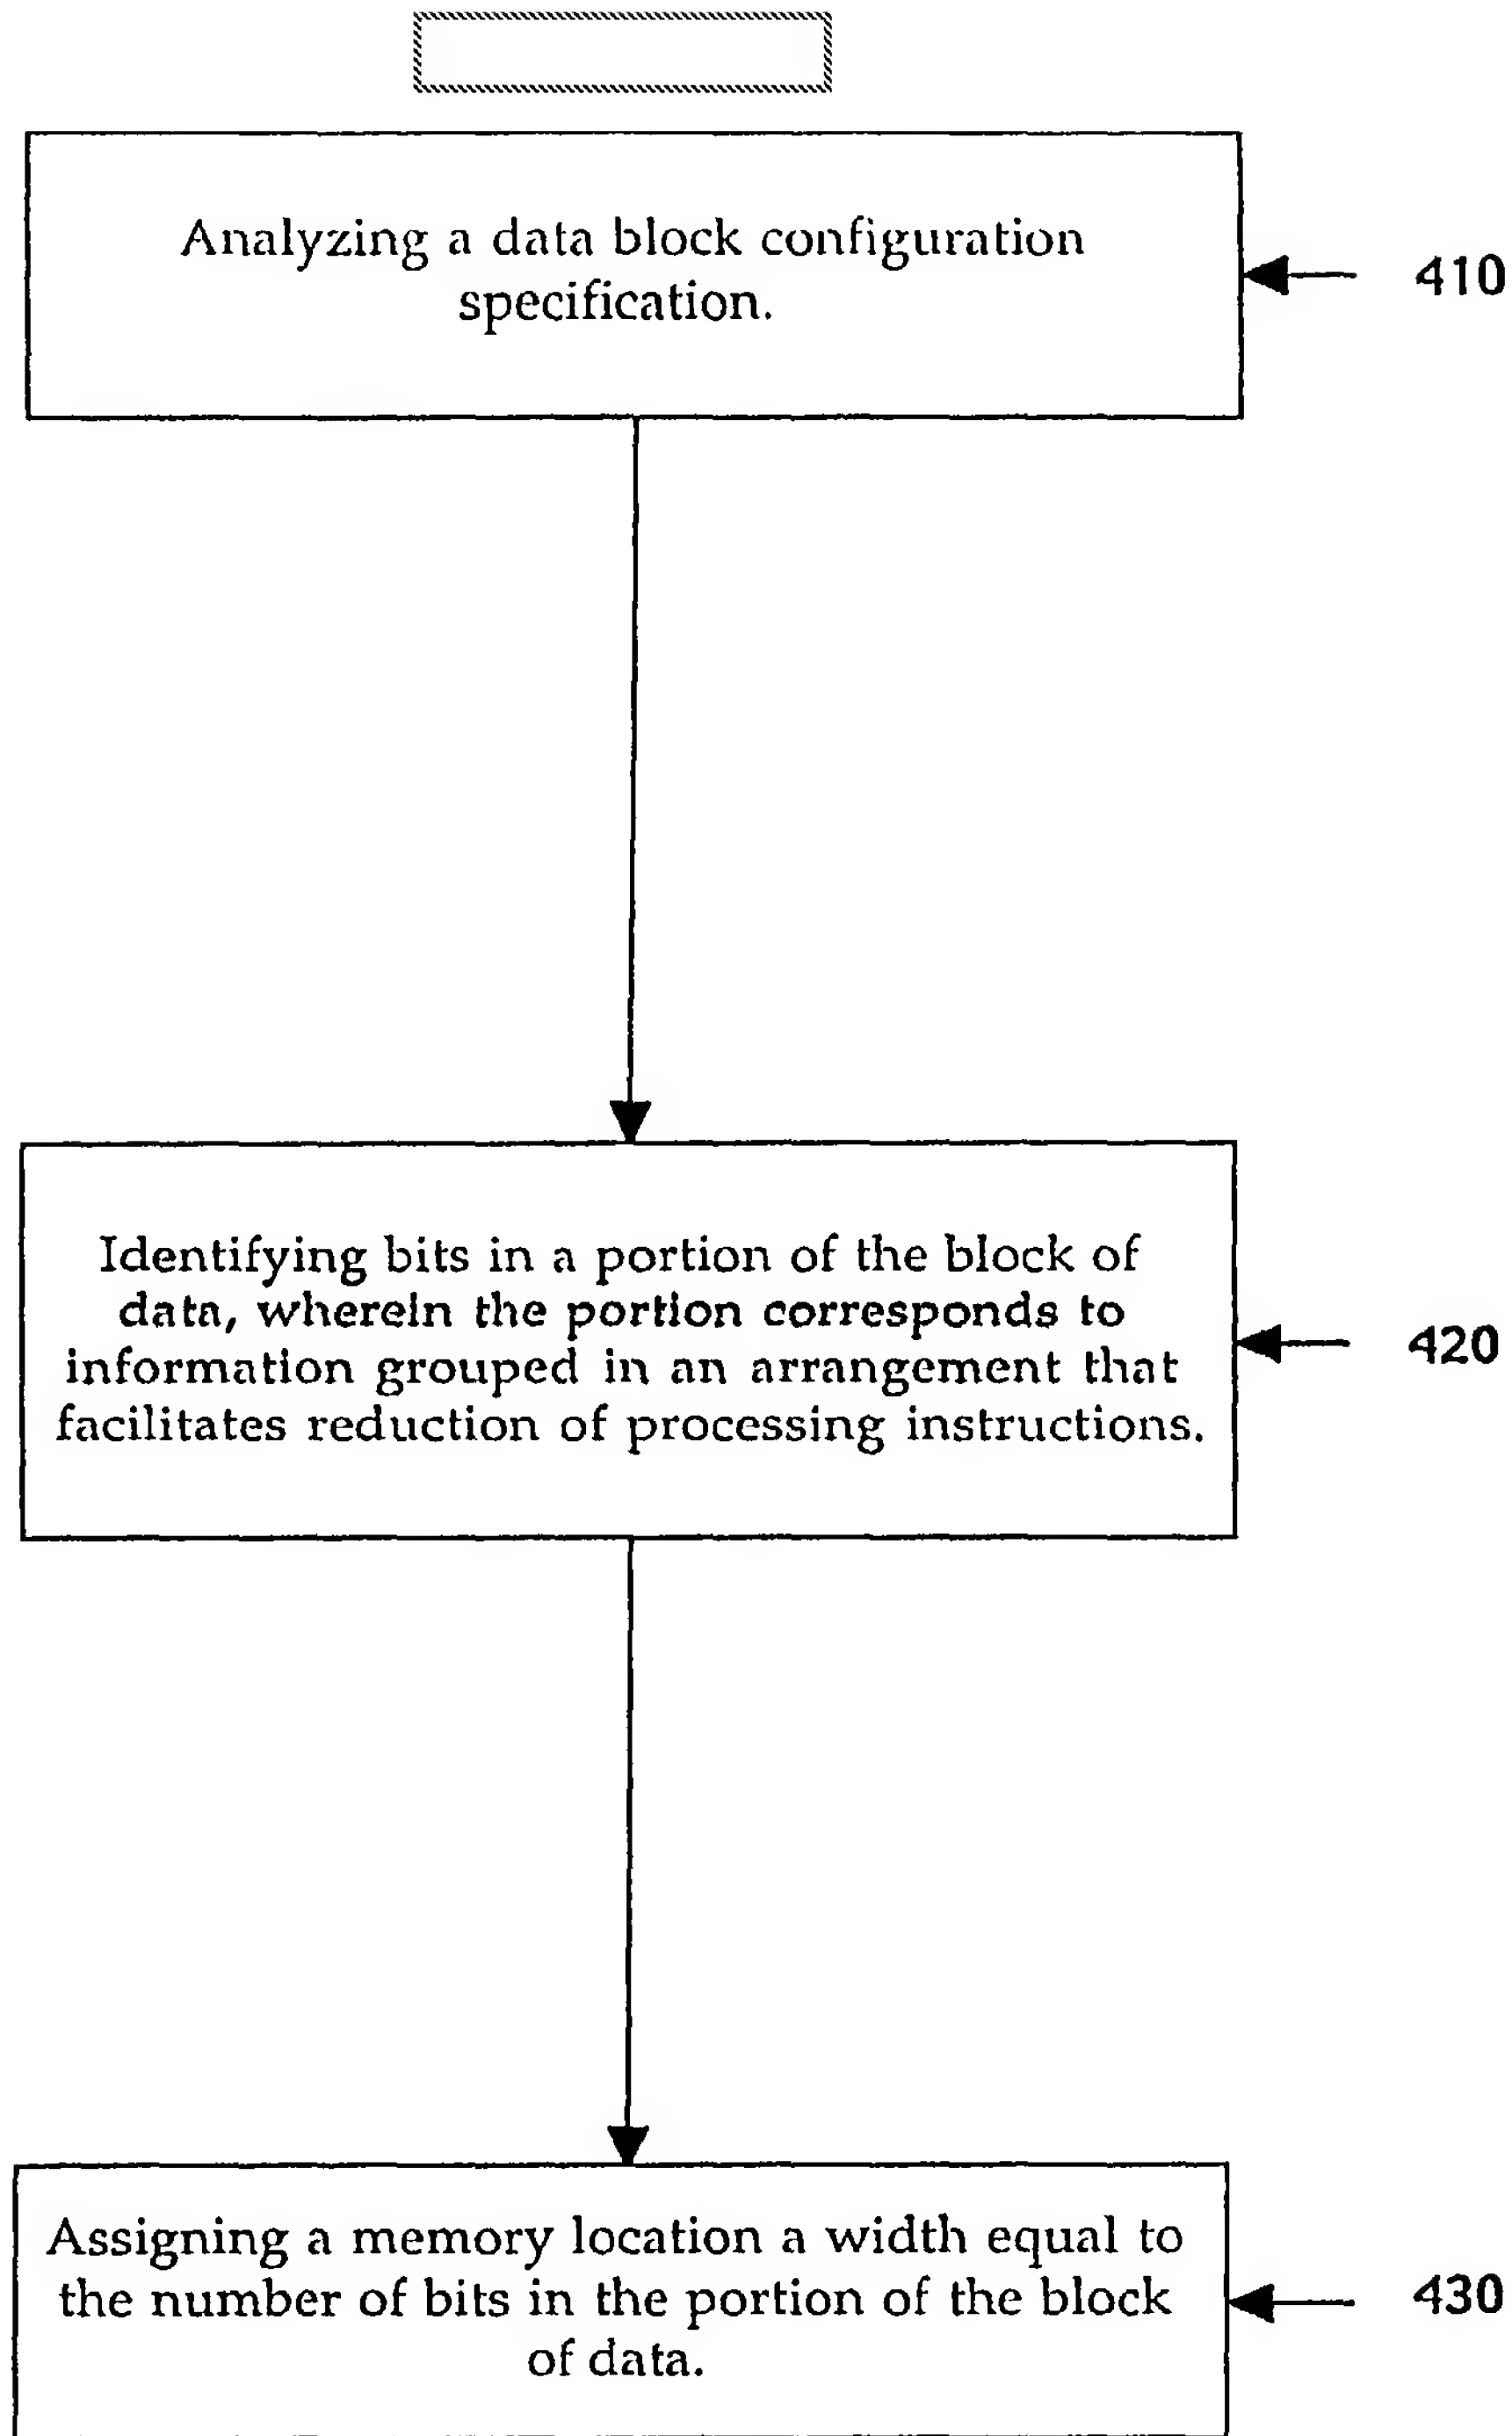 Analyzing a data block configuration
specification.
410
Identifying bits in a portion of the block of
data, wherein the portion corresponds to
information grouped in an arrangement that
facilitates reduction of processing instructions.
420
Assigning a memory location a width equal to
the number of bits in the portion of the block
of data.
430